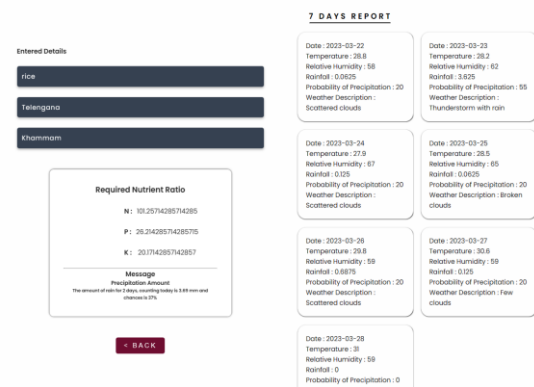 Entered Details
rice
Telengana
Khammam
Required Nutrient Ratio
N : 101.25714285714285
P : 26.214285714285715
K : 20.17142857142857
Message
Precipitation Amount
The amount of rain for 2 days, counting today is 3.69 mm and
chances is 37%
< BACK
7 DAYS REPORT
Date : 2023-03-22
Temperature : 28.8
Relative Humidity : 58
Rainfall : 0.0625
Probability of Precipitation : 20
Weather Description :
Scattered clouds
Date : 2023-03-23
Temperature : 28.2
Relative Humidity : 62
Rainfall : 3.625
Probability of Precipitation : 55
Weather Description :
Thunderstorm with rain
Date : 2023-03-24
Temperature : 27.9
Relative Humidity : 67
Rainfall : 0.125
Probability of Precipitation : 20
Weather Description :
Scattered clouds
Date : 2023-03-25
Temperature : 28.5
Relative Humidity : 65
Rainfall : 0.0625
Probability of Precipitation : 20
Weather Description : Broken
clouds
Date : 2023-03-26
Temperature : 29.8
Relative Humidity : 59
Rainfall : 0.6875
Probability of Precipitation : 20
Weather Description :
Scattered clouds
Date : 2023-03-27
Temperature : 30.6
Relative Humidity : 59
Rainfall : 0.125
Probability of Precipitation : 20
Weather Description : Few
clouds
Date : 2023-03-28
Temperature : 31
Relative Humidity : 59
Rainfall : 0
Probability of Precipitation : 0